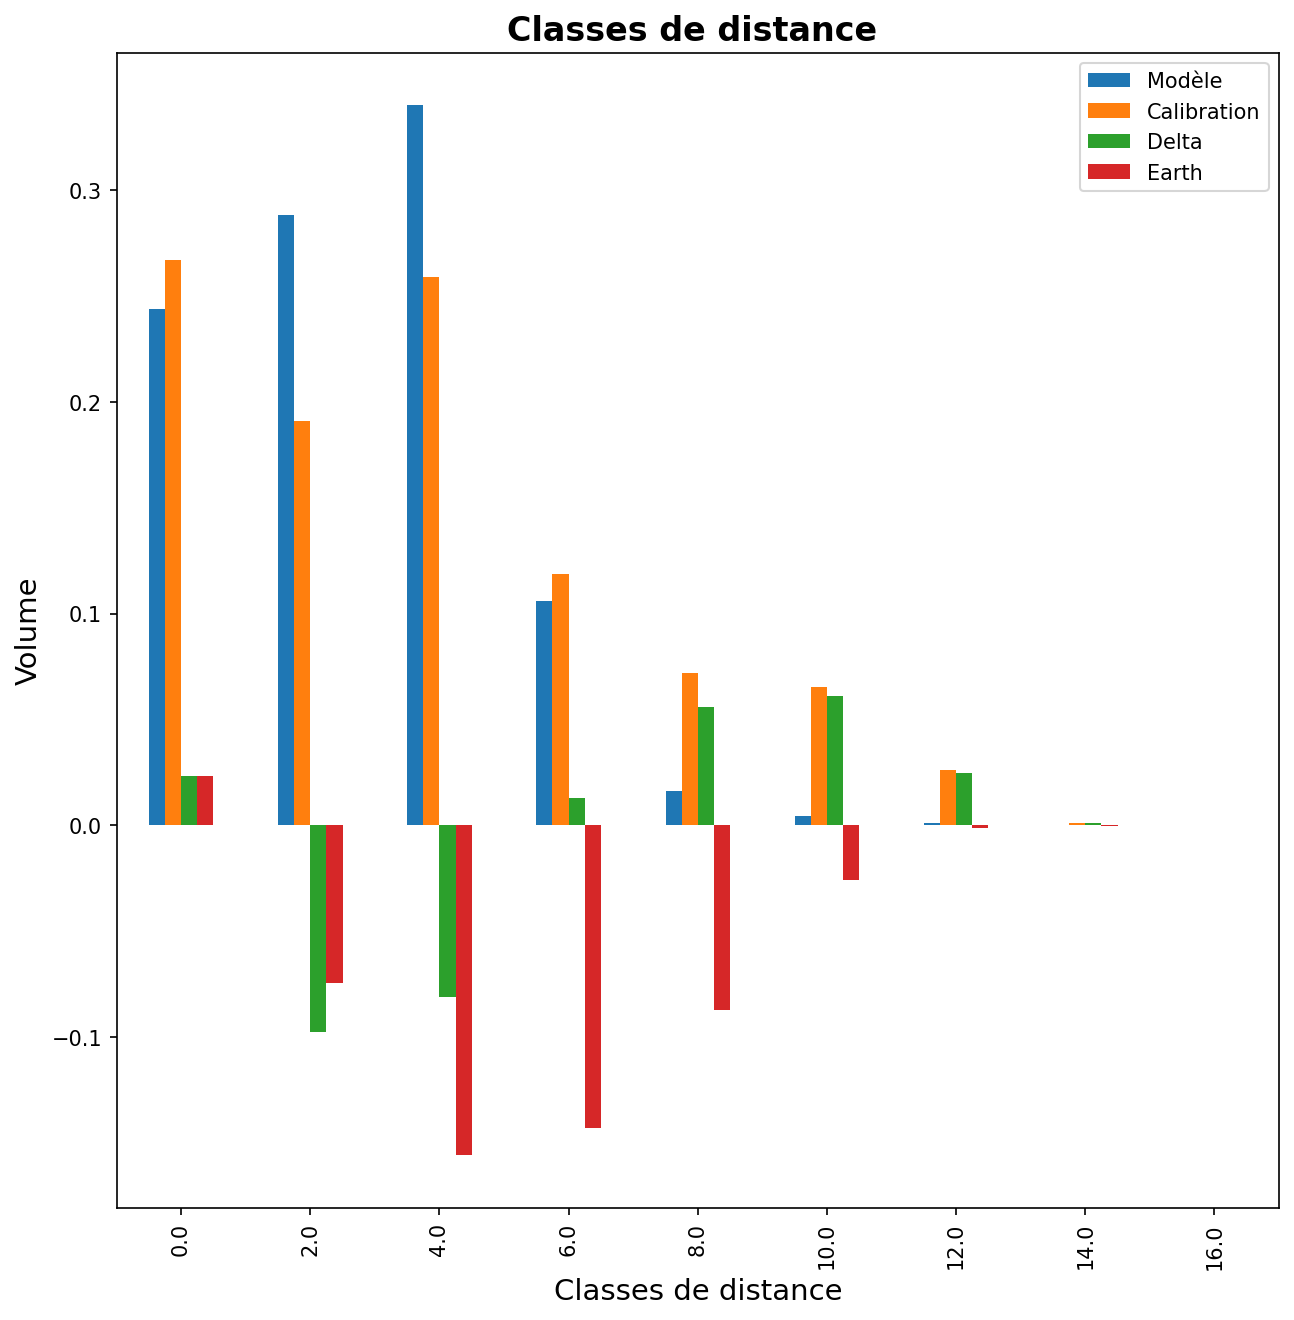 Classes de distance
Modèle
Calibration
Delta
Earth
0.3
0.2
0.1
0.0
−0.1
Volume
0.0
2.0
4.0
6.0
8.0
10.0
12.0
14.0
16.0
Classes de distance